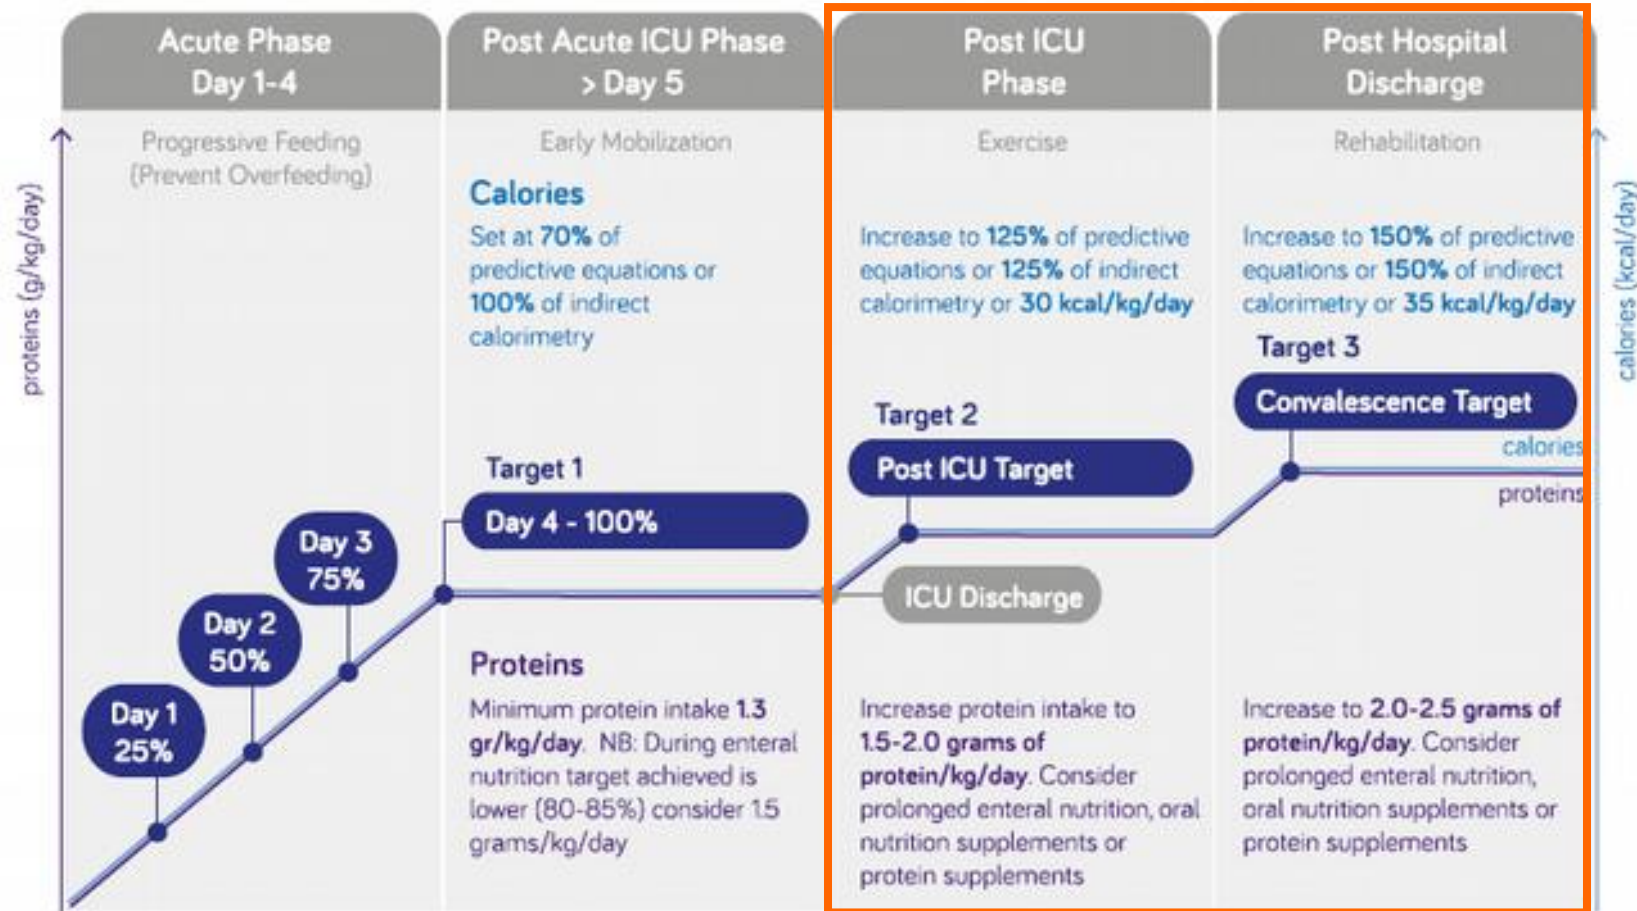 Acute Phase
Day 1-4
Post Acute ICU Phase
> Day 5
Post ICU
Phase
Post Hospital
Discharge
Progressive Feeding
(Prevent Overfeeding)
Early Mobilization
Exercise
Rehabilitation
proteins (g/kg/day)
calories (kcal/day)
Calories
Set at 70% of
predictive equations or
100% of indirect
calorimetry
Increase to 125% of predictive
equations or 125% of indirect
calorimetry or 30 kcal/kg/day
Increase to 150% of predictive
equations or 150% of indirect
calorimetry or 35 kcal/kg/day
Target 3
Convalescence Target
calories
proteins
Target 2
Post ICU Target
Target 1
Day 4 - 100%
Day 3
75%
Day 2
50%
Day 1
25%
ICU Discharge
Proteins
Minimum protein intake 1.3
gr/kg/day. NB: During enteral
nutrition target achieved is
lower (80-85%) consider 1.5
grams/kg/day
Increase protein intake to
1.5-2.0 grams of
protein/kg/day. Consider
prolonged enteral nutrition, oral
nutrition supplements or
protein supplements
Increase to 2.0-2.5 grams of
protein/kg/day. Consider
prolonged enteral nutrition,
oral nutrition supplements or
protein supplements